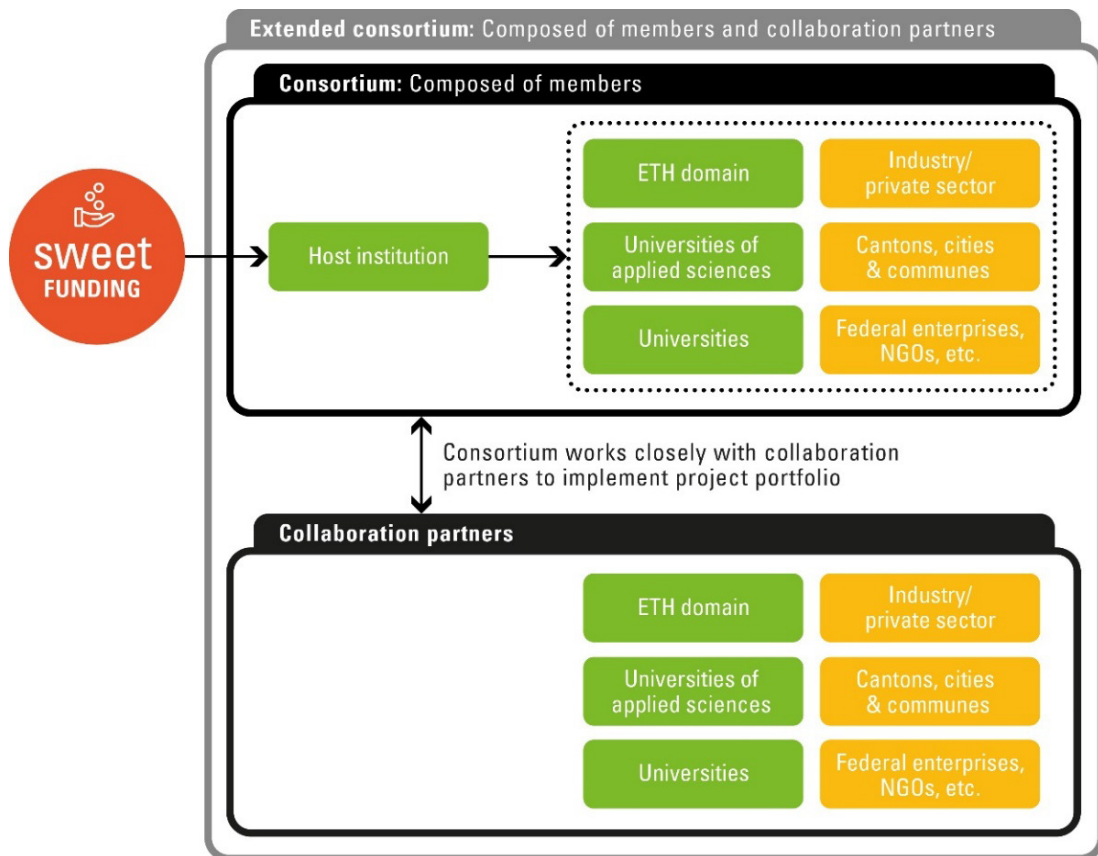 Extended consortium: Composed of members and collaboration partners
Consortium: Composed of members
sweet
FUNDING
Host institution
ETH domain
Industry/
private sector
Universities of
applied sciences
Cantons, cities
& communes
Universities
Federal enterprises,
NGOs, etc.
Consortium works closely with collaboration
partners to implement project portfolio
Collaboration partners
ETH domain
Industry/
private sector
Universities of
applied sciences
Cantons, cities
& communes
Universities
Federal enterprises,
NGOs, etc.